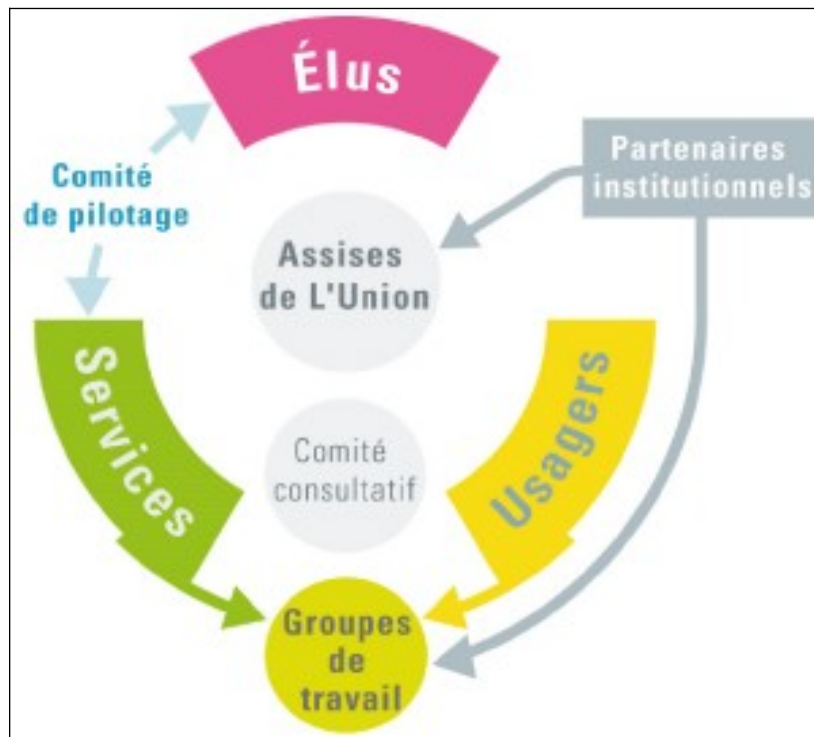 Élus
Partenaires
institutionnels
Comité
de pilotage
Assises
de L'Union
Services
Usagers
Comité
consultatif
Groupes
de
travail